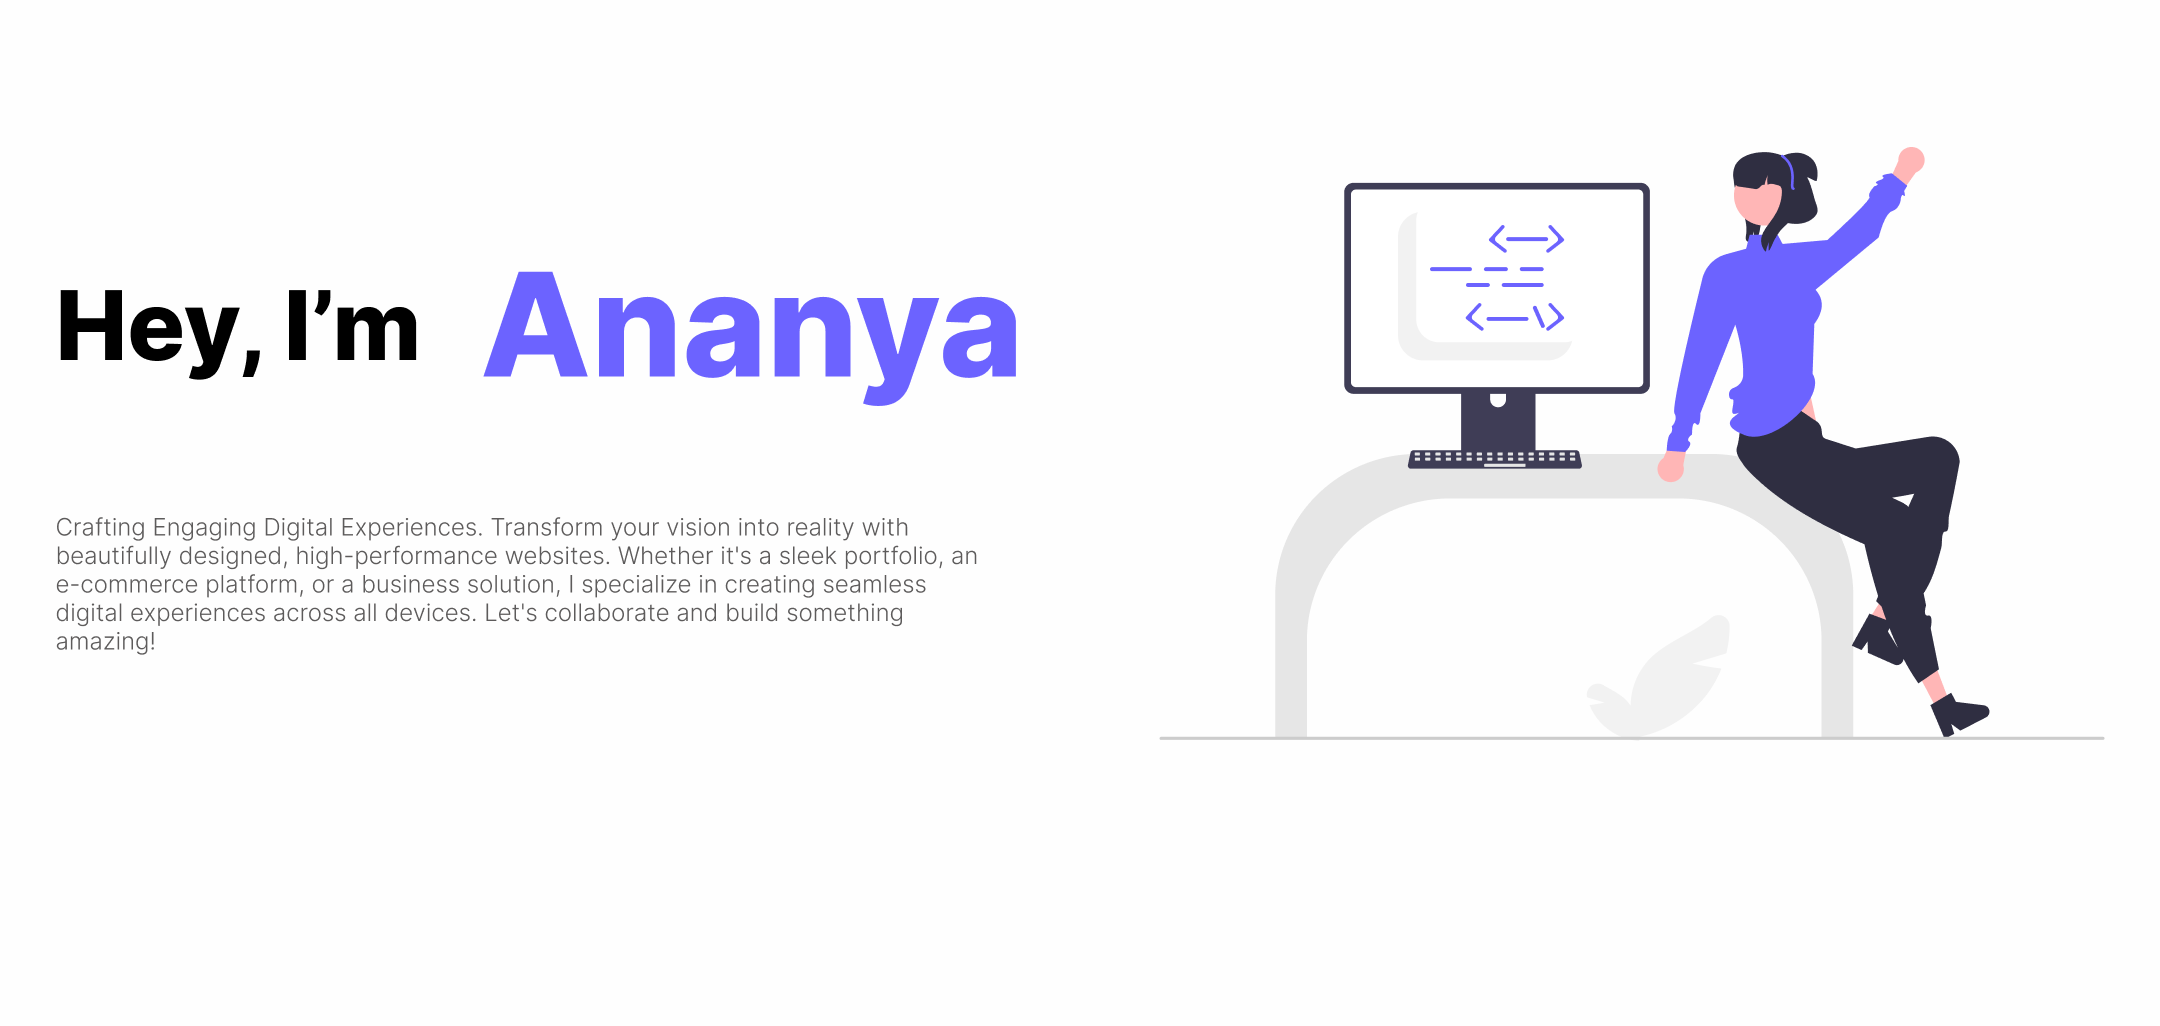 Hey, I’m Ananya
Crafting Engaging Digital Experiences. Transform your vision into reality with
beautifully designed, high-performance websites. Whether it's a sleek portfolio, an
e-commerce platform, or a business solution, I specialize in creating seamless
digital experiences across all devices. Let's collaborate and build something
amazing!